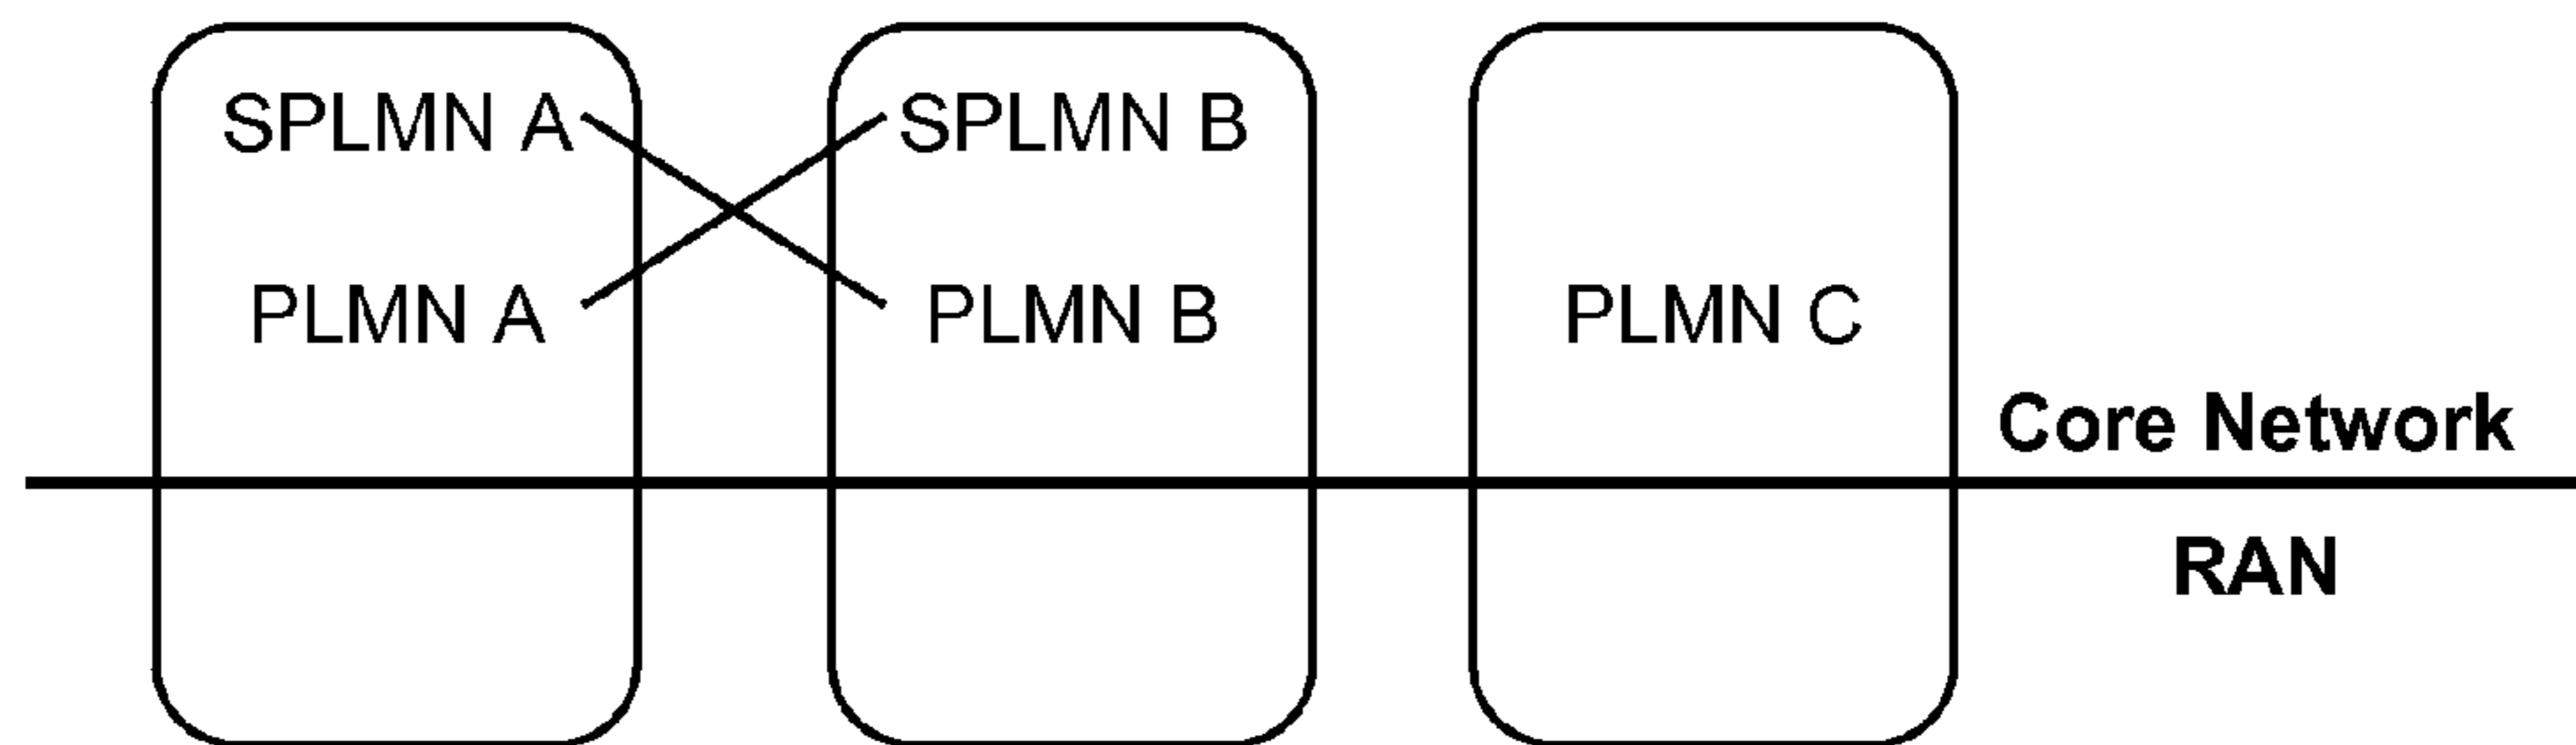 SPLMN A
SPLMN B
PLMN A
PLMN B
PLMN C
Core Network
RAN